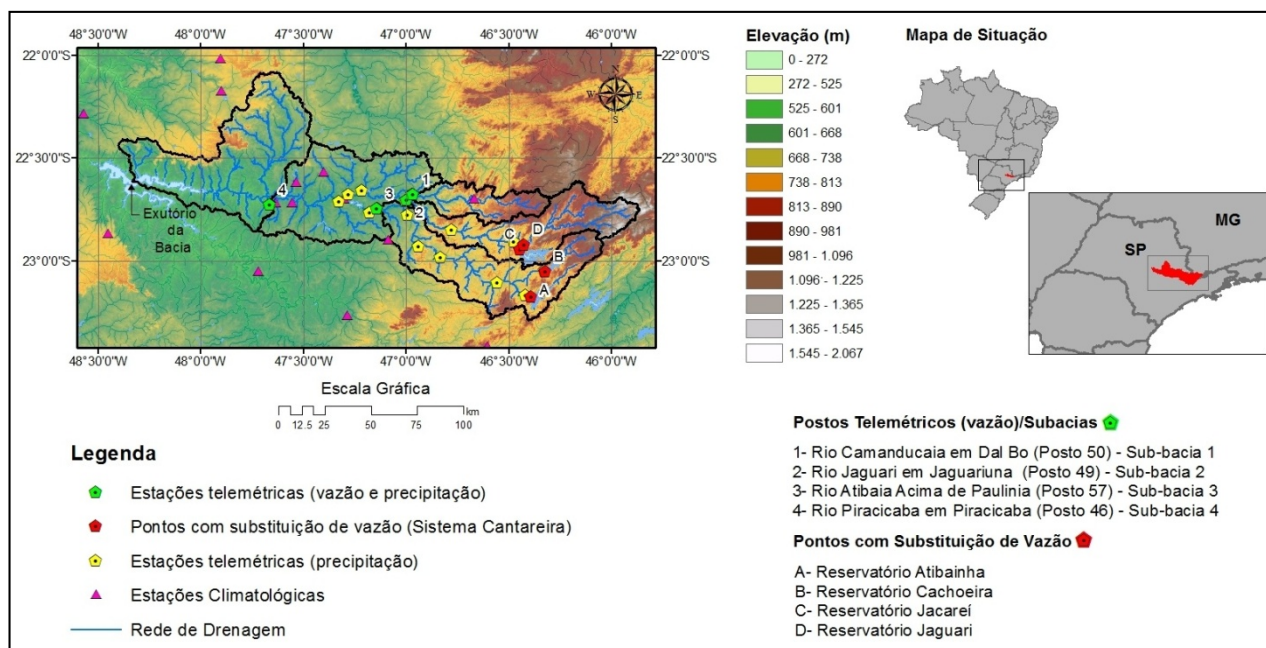 48°30'0"W 48°0'0"W 47°30'0"W 47°0'0"W 46°30'0"W 46°0'0"W
22°0'0"S 22°0'0"S
N
W E
S
22°30'0"S 22°30'0"S
1
4 3
2
Exutório
da
Bacia
D
C
B
23°0'0"S 23°0'0"S
A
48°30'0"W 48°0'0"W 47°30'0"W 47°0'0"W 46°30'0"W 46°0'0"W
Escala Gráfica
km
0 12.5 25 50 75 100
Elevação (m)
0 - 272
272 - 525
525 - 601
601 - 668
668 - 738
738 - 813
813 - 890
890 - 981
981 - 1.096
1.096 - 1.225
1.225 - 1.365
1.365 - 1.545
1.545 - 2.067
Mapa de Situação
MG
SP
Legenda
Estações telemétricas (vazão e precipitação)
Pontos com substituição de vazão (Sistema Cantareira)
Estações telemétricas (precipitação)
Estações Climatológicas
Rede de Drenagem
Postos Telemétricos (vazão)/Subacias
1- Rio Camanducaia em Dal Bo (Posto 50) - Sub-bacia 1
2- Rio Jaguari em Jaguariuna (Posto 49) - Sub-bacia 2
3- Rio Atibaia Acima de Paulinia (Posto 57) - Sub-bacia 3
4- Rio Piracicaba em Piracicaba (Posto 46) - Sub-bacia 4
Pontos com Substituição de Vazão
A- Reservatório Atibainha
B- Reservatório Cachoeira
C- Reservatório Jacareí
D- Reservatório Jaguari